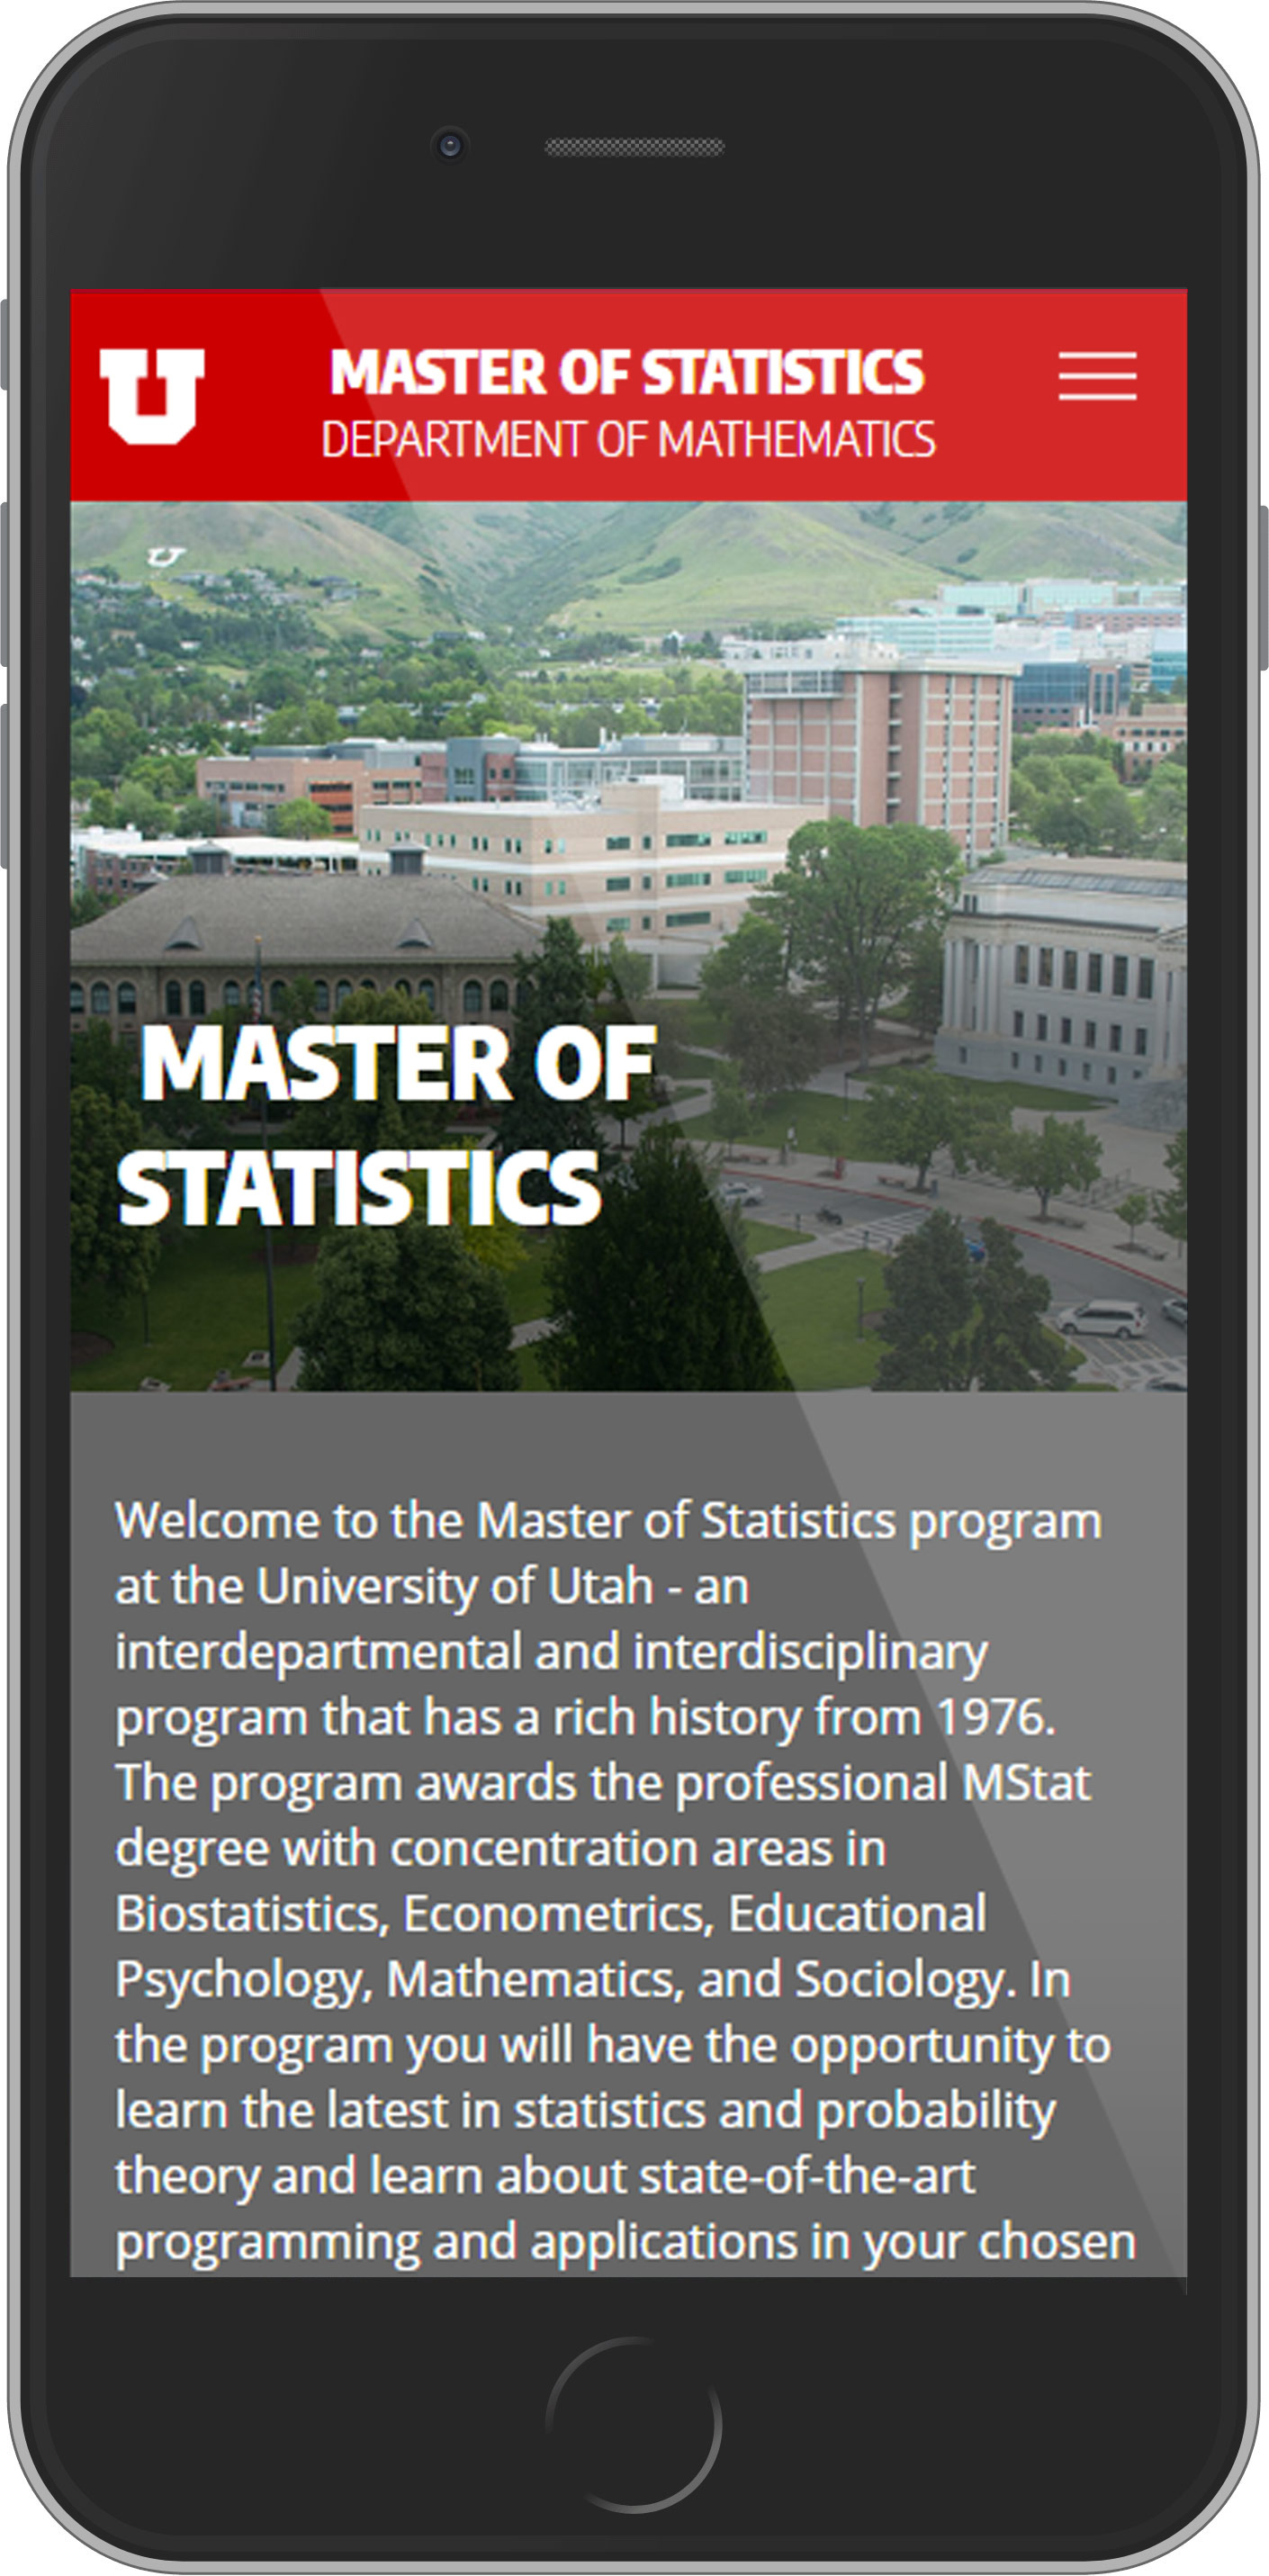 U
MASTER OF STATISTICS
DEPARTMENT OF MATHEMATICS
U
MASTER OF
STATISTICS
Welcome to the Master of Statistics program
at the University of Utah - an
interdepartmental and interdisciplinary
program that has a rich history from 1976.
The program awards the professional MStat
degree with concentration areas in
Biostatistics, Econometrics, Educational
Psychology, Mathematics, and Sociology. In
the program you will have the opportunity to
learn the latest in statistics and probability
theory and learn about state-of-the-art
programming and applications in your chosen